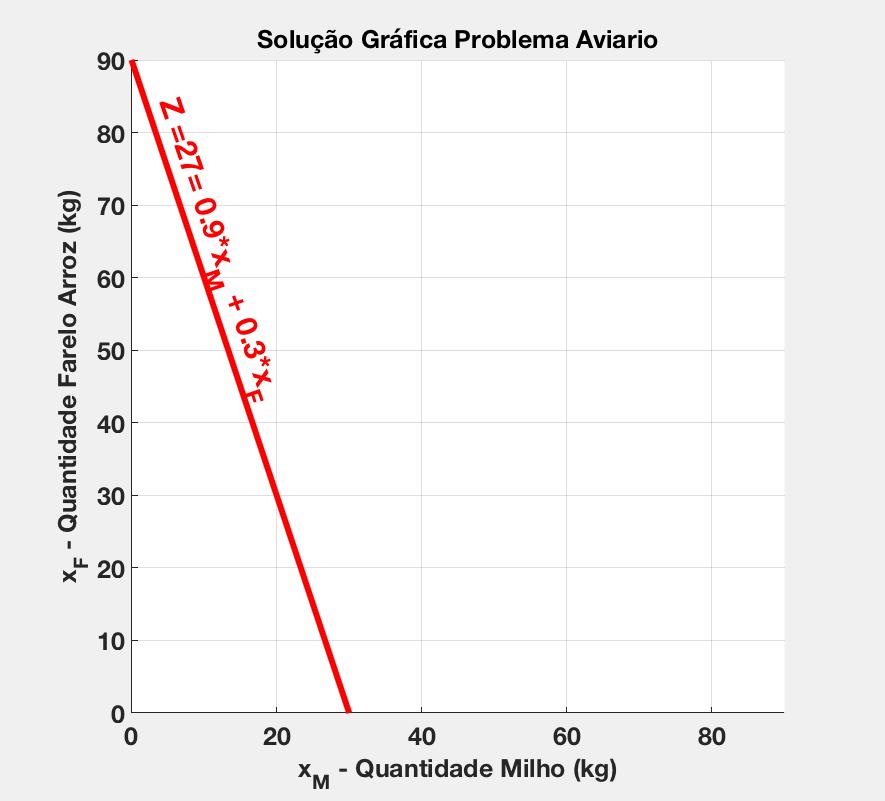 Solução Gráfica Problema Aviario
90
80
70
60
50
40
30
20
10
0
x_F - Quantidade Farelo Arroz (kg)
Z =27= 0.9*x_M + 0.3*x_F
0 20 40 60 80
x_M - Quantidade Milho (kg)